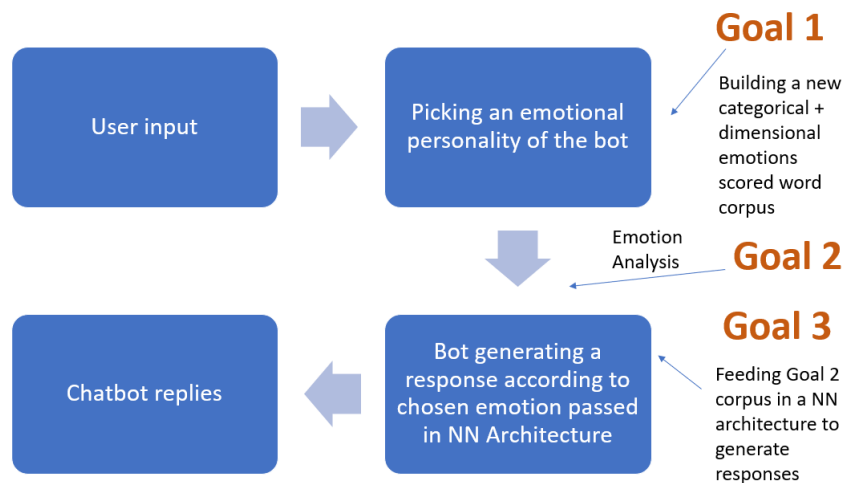 User input
Picking an emotional
personality of the bot
Goal 1
Building a new
categorical +
dimensional
emotions
scored word
corpus
Emotion
Analysis
Goal 2
Goal 3
Feeding Goal 2
corpus in a NN
architecture to
generate
responses
Bot generating a
response according to
chosen emotion passed
in NN Architecture
Chatbot replies